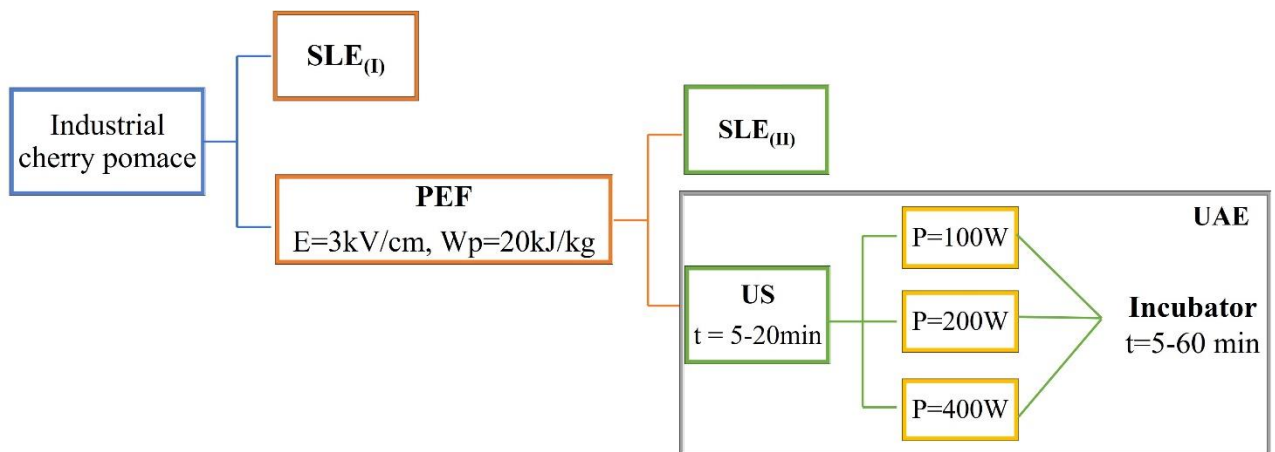 Industrial
cherry pomace
SLE(I)
PEF
E=3kV/cm, Wp=20kJ/kg
SLE(II)
UAE
US
t = 5-20min
P=100W
P=200W
P=400W
Incubator
t=5-60 min